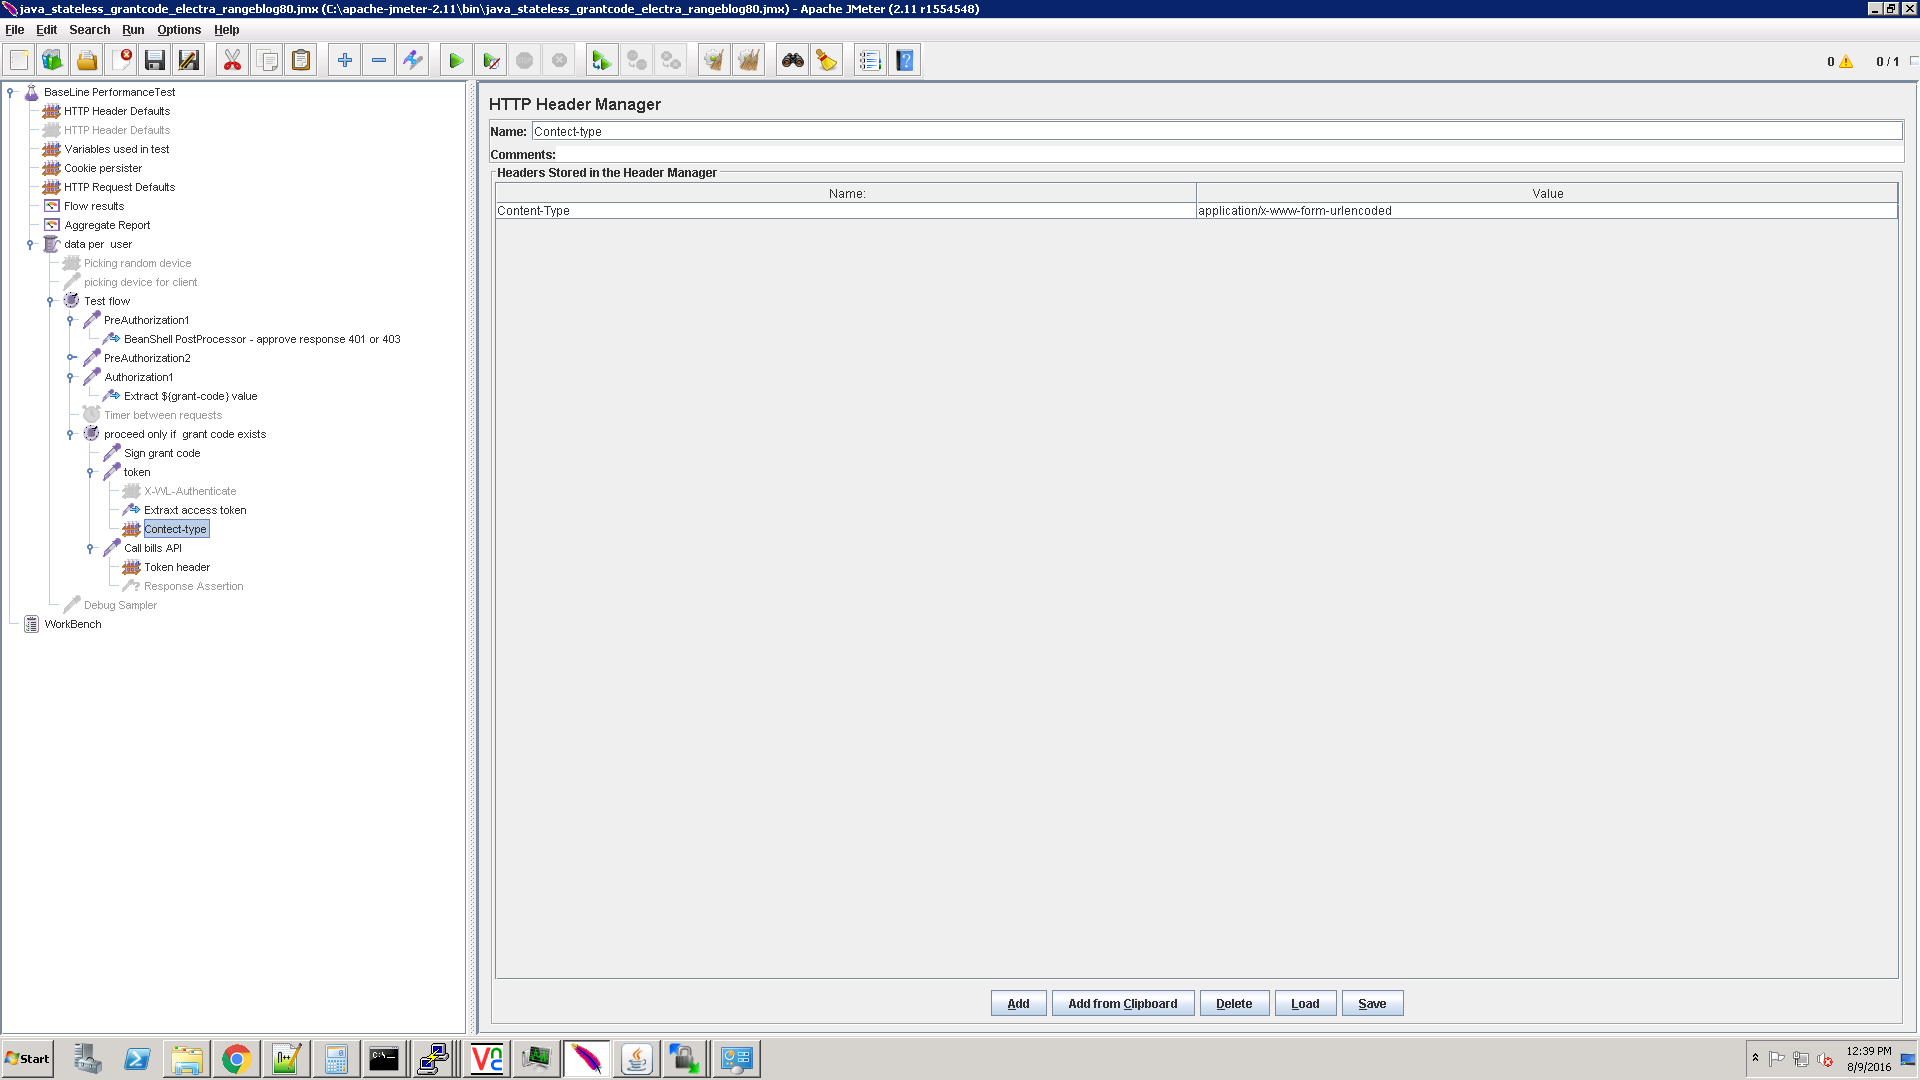 java_stateless_grantcode_electra_rangeblog80.jmx (C:\apache-jmeter-2.11\bin\java_stateless_grantcode_electra_rangeblog80.jmx) - Apache JMeter (2.11 r1554548)
File Edit Search Run Options Help
0 0 / 1
BaseLine PerformanceTest
HTTP Header Defaults
HTTP Header Defaults
Variables used in test
Cookie persister
HTTP Request Defaults
Flow results
Aggregate Report
data per user
Picking random device
picking device for client
Test flow
PreAuthorization1
BeanShell PostProcessor - approve response 401 or 403
PreAuthorization2
Authorization1
Extract ${grant-code} value
Timer between requests
proceed only if grant code exists
Sign grant code
token
X-WL-Authenticate
Extraxt access token
Contect-type
Call bills API
Token header
Response Assertion
Debug Sampler
WorkBench
HTTP Header Manager
Name: Contect-type
Comments:
Headers Stored in the Header Manager
Name: Value
Content-Type application/x-www-form-urlencoded
Add Add from Clipboard Delete Load Save
Start
C:\_
12:39 PM
8/9/2016